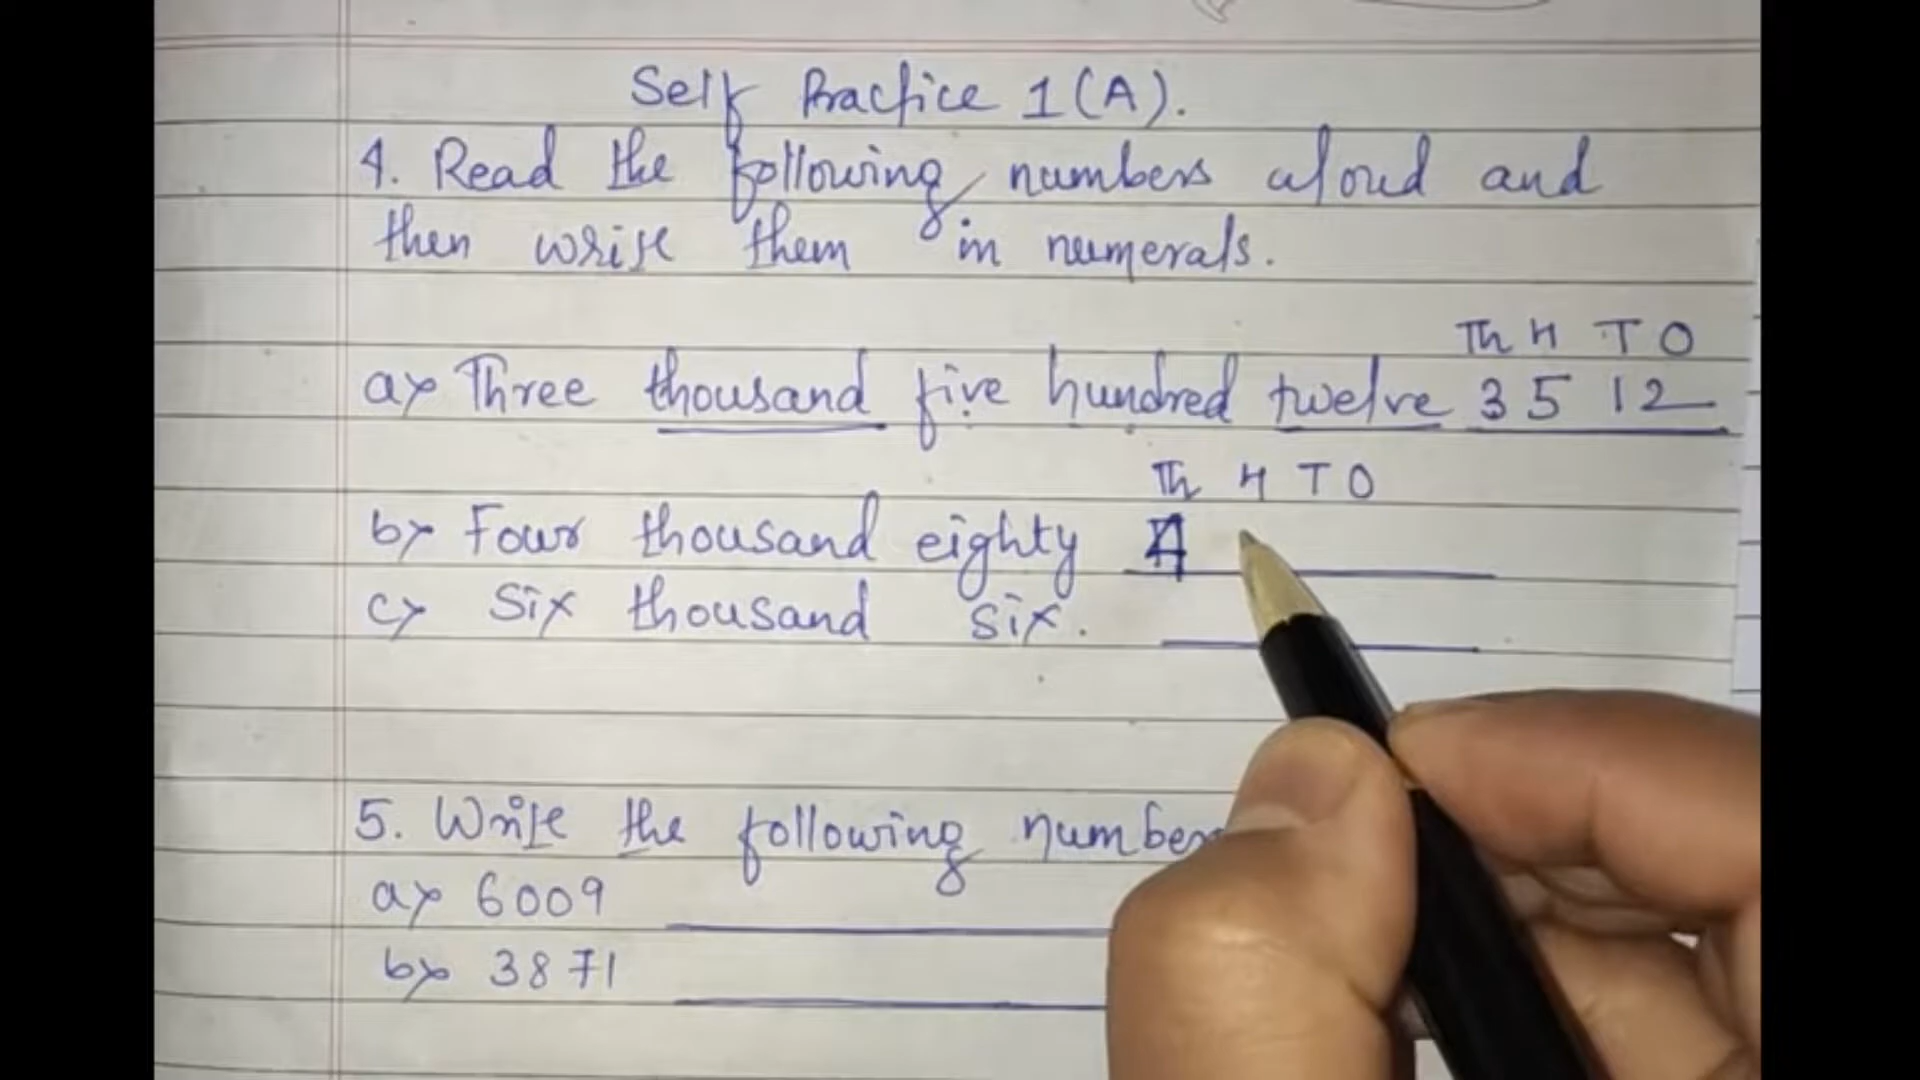 Self Practice 1(A).
4. Read the following numbers aloud and
then write them in numerals.
Th H T O
a) Three thousand five hundred twelve 3 5 1 2
Th H T O
b) Four thousand eighty 4
c) Six thousand six.
5. Write the following numbers
a) 6009
b) 3871